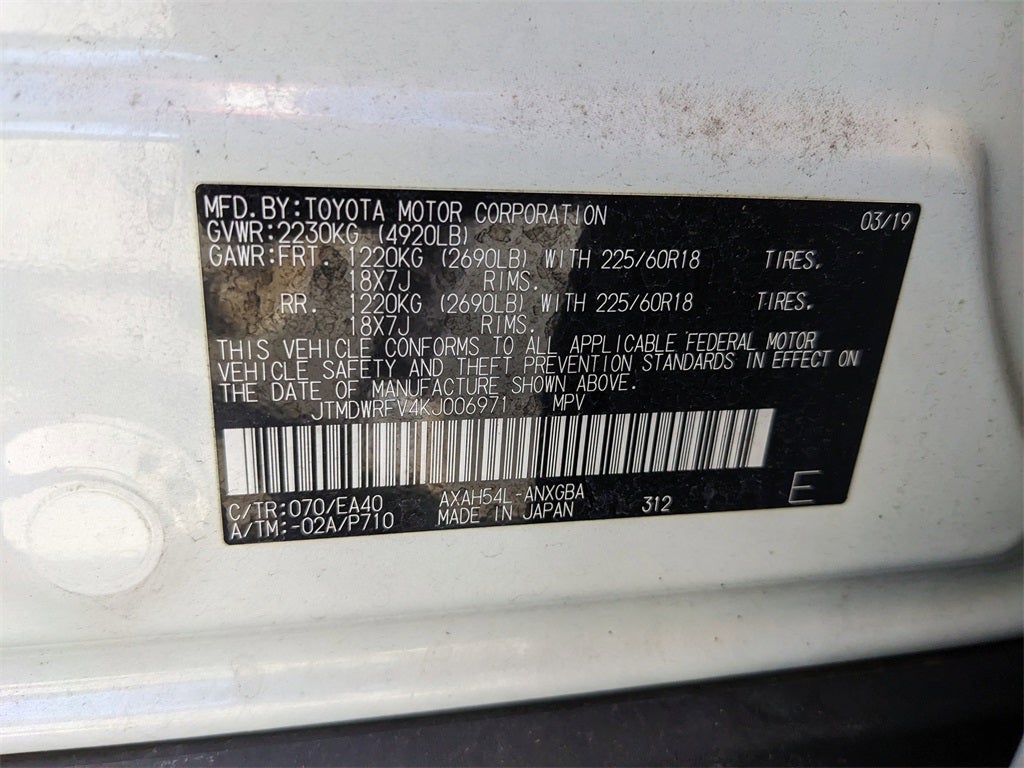 MFD.BY:TOYOTA MOTOR CORPORATION 03/19
GVWR:2230KG (4920LB)
GAWR:FRT. 1220KG (2690LB) WITH 225/60R18 TIRES.
18X7J RIMS.
RR. 1220KG (2690LB) WITH 225/60R18 TIRES.
18X7J RIMS.
THIS VEHICLE CONFORMS TO ALL APPLICABLE FEDERAL MOTOR
VEHICLE SAFETY AND THEFT PREVENTION STANDARDS IN EFFECT ON
THE DATE OF MANUFACTURE SHOWN ABOVE.
JTMDWRFV4KJ006971 MPV
C/TR:070/EA40 AXAH54L-ANXGBA 312 E
A/TM:-02A/P710 MADE IN JAPAN